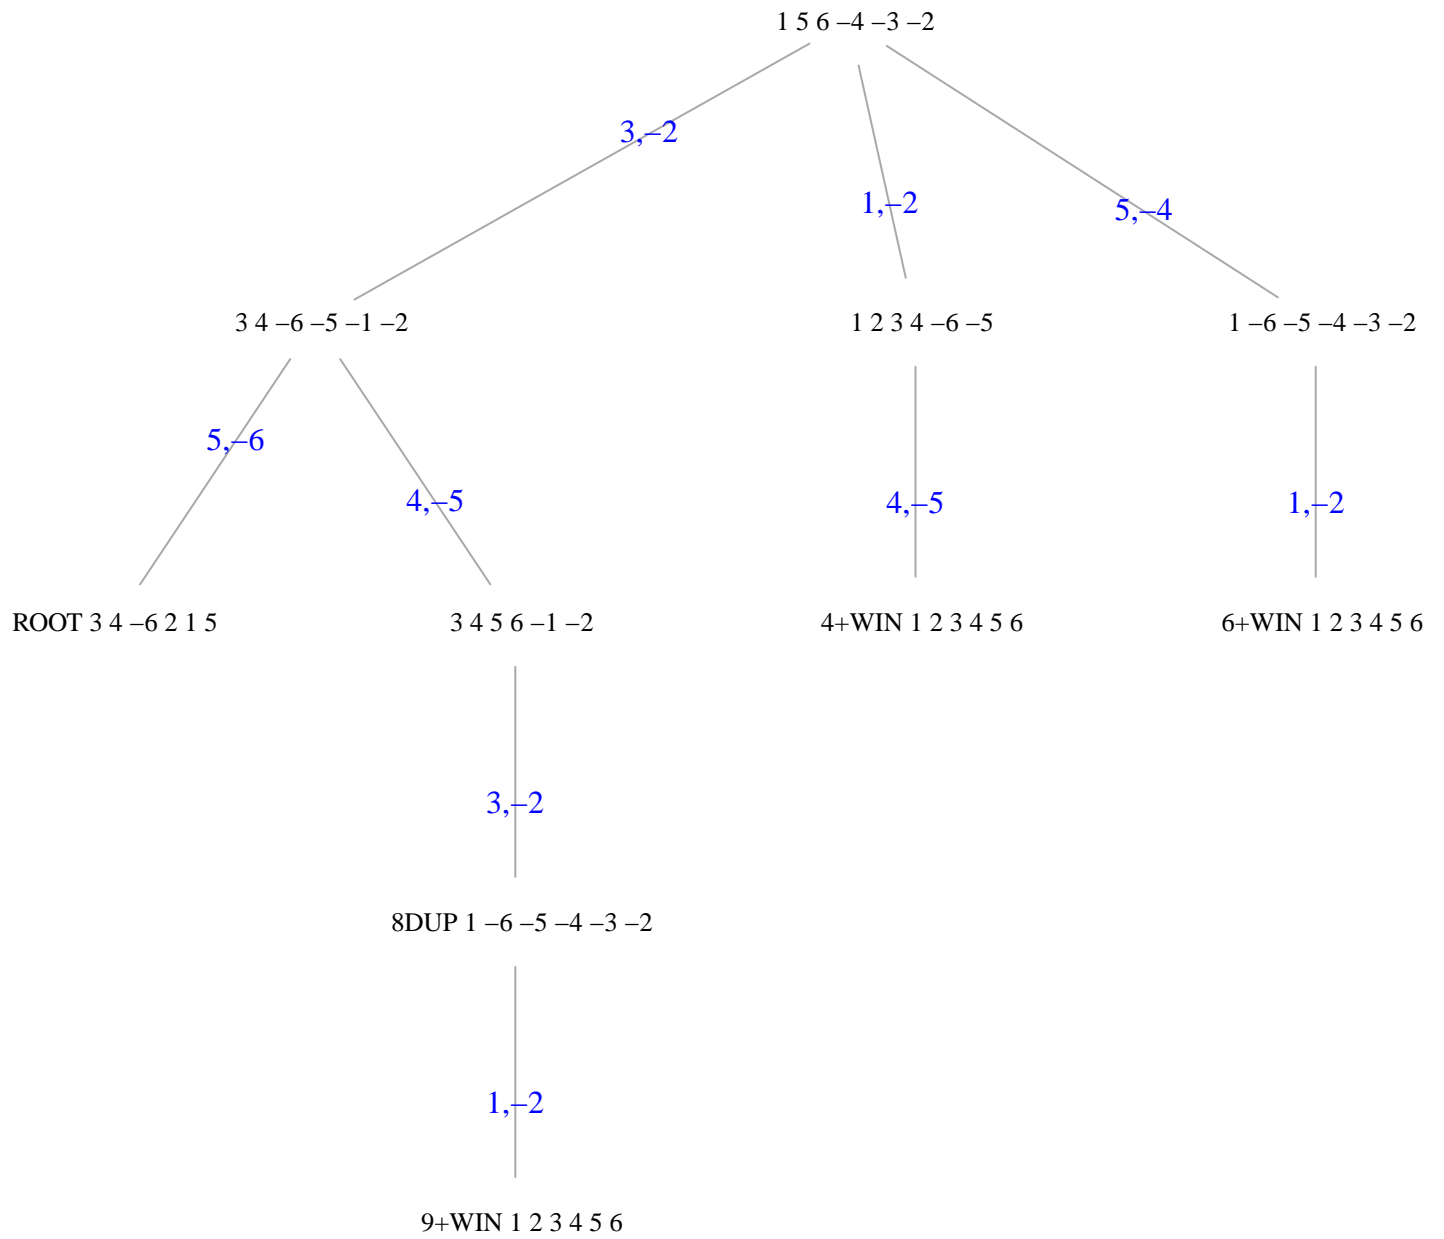 1 5 6 –4 –3 –2
3,–2
1,–2
5,–4
3 4 –6 –5 –1 –2
1 2 3 4 –6 –5
1 –6 –5 –4 –3 –2
5,–6
4,–5
4,–5
1,–2
ROOT 3 4 –6 2 1 5
3 4 5 6 –1 –2
4+WIN 1 2 3 4 5 6
6+WIN 1 2 3 4 5 6
3,–2
8DUP 1 –6 –5 –4 –3 –2
1,–2
9+WIN 1 2 3 4 5 6